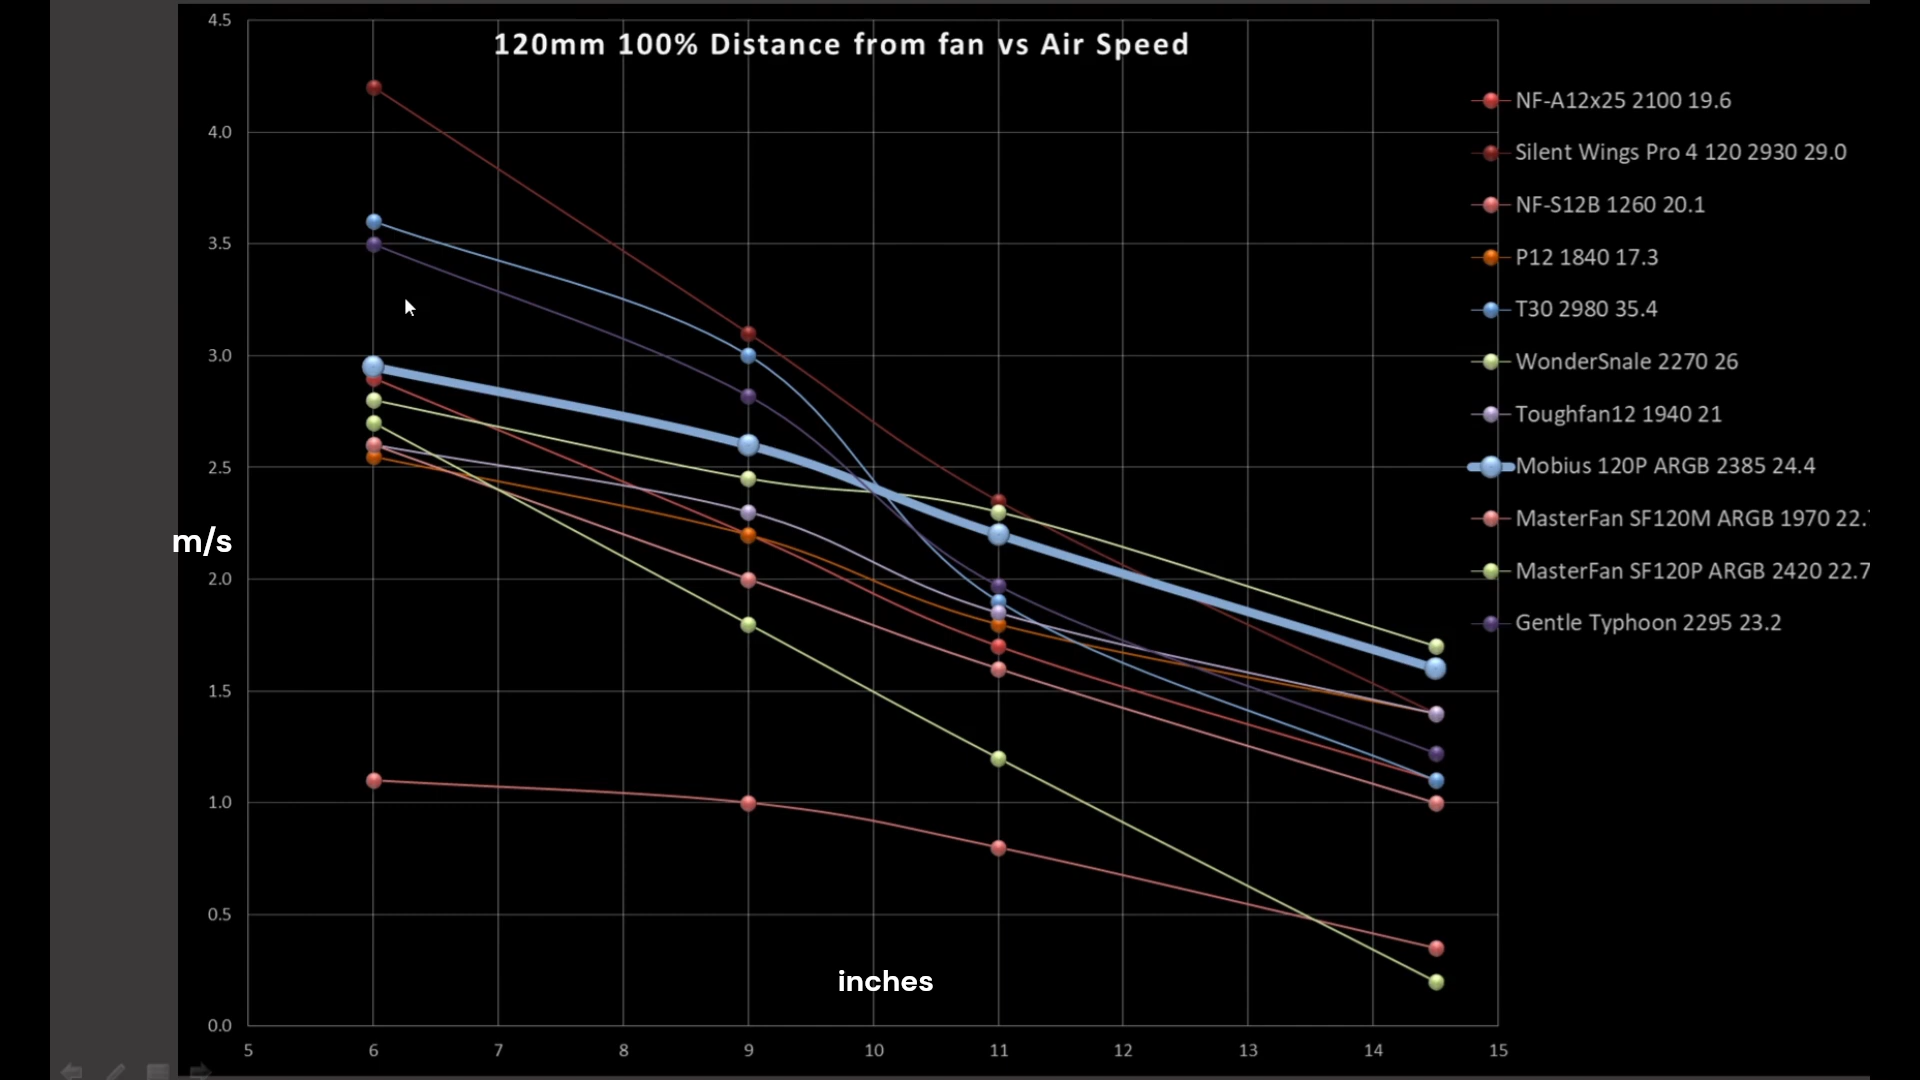 120mm 100% Distance from fan vs Air Speed
4.5
4.0
3.5
3.0
2.5
2.0
1.5
1.0
0.5
0.0
m/s
5 6 7 8 9 10 11 12 13 14 15
inches
NF-A12x25 2100 19.6
Silent Wings Pro 4 120 2930 29.0
NF-S12B 1260 20.1
P12 1840 17.3
T30 2980 35.4
WonderSnale 2270 26
Toughfan12 1940 21
Mobius 120P ARGB 2385 24.4
MasterFan SF120M ARGB 1970 22.
MasterFan SF120P ARGB 2420 22.7
Gentle Typhoon 2295 23.2